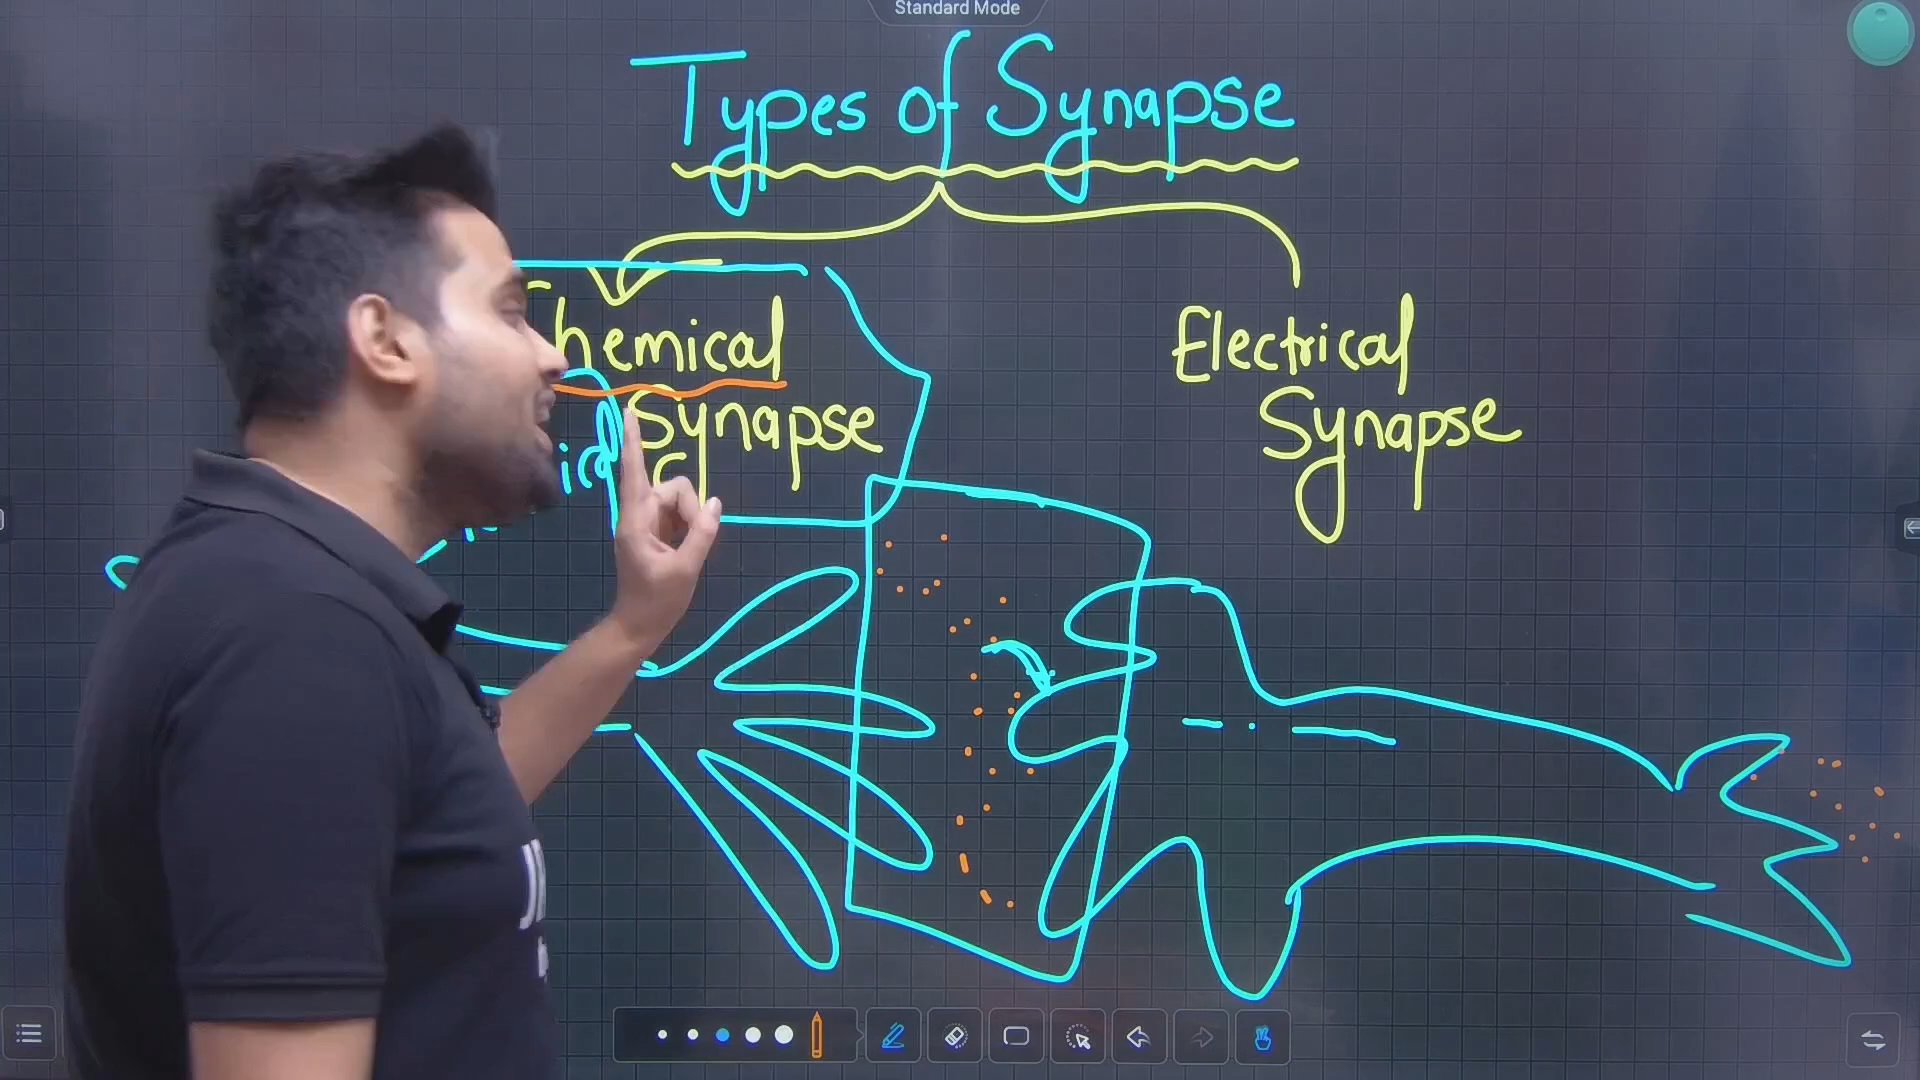 Standard Mode
Types of Synapse
hemical
Synapse
Electrical
Synapse